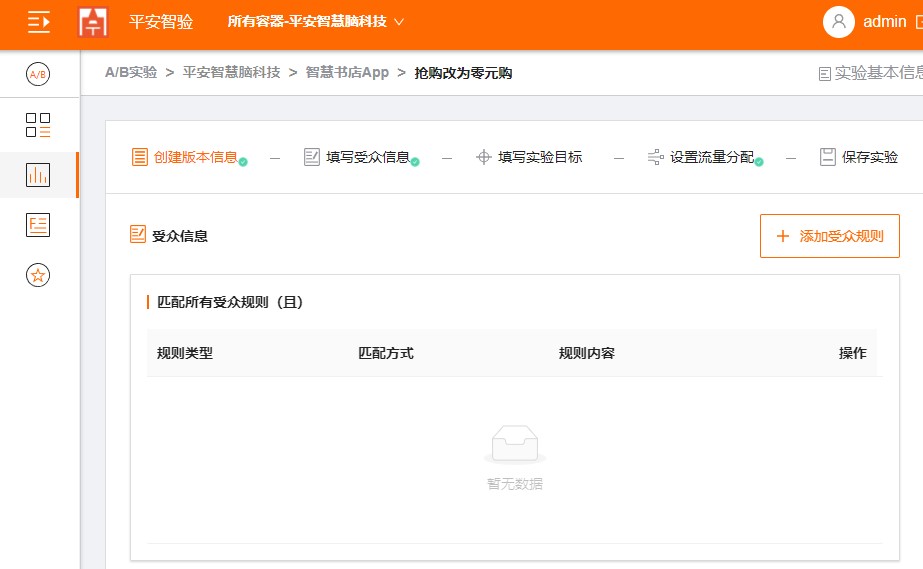 平安智验 所有容器-平安智慧脑科技 admin
A/B
A/B实验 > 平安智慧脑科技 > 智慧书店App > 抢购改为零元购 实验基本信息
创建版本信息 — 填写受众信息 — 填写实验目标 — 设置流量分配 — 保存实验
受众信息 + 添加受众规则
匹配所有受众规则（且）
规则类型 匹配方式 规则内容 操作
暂无数据